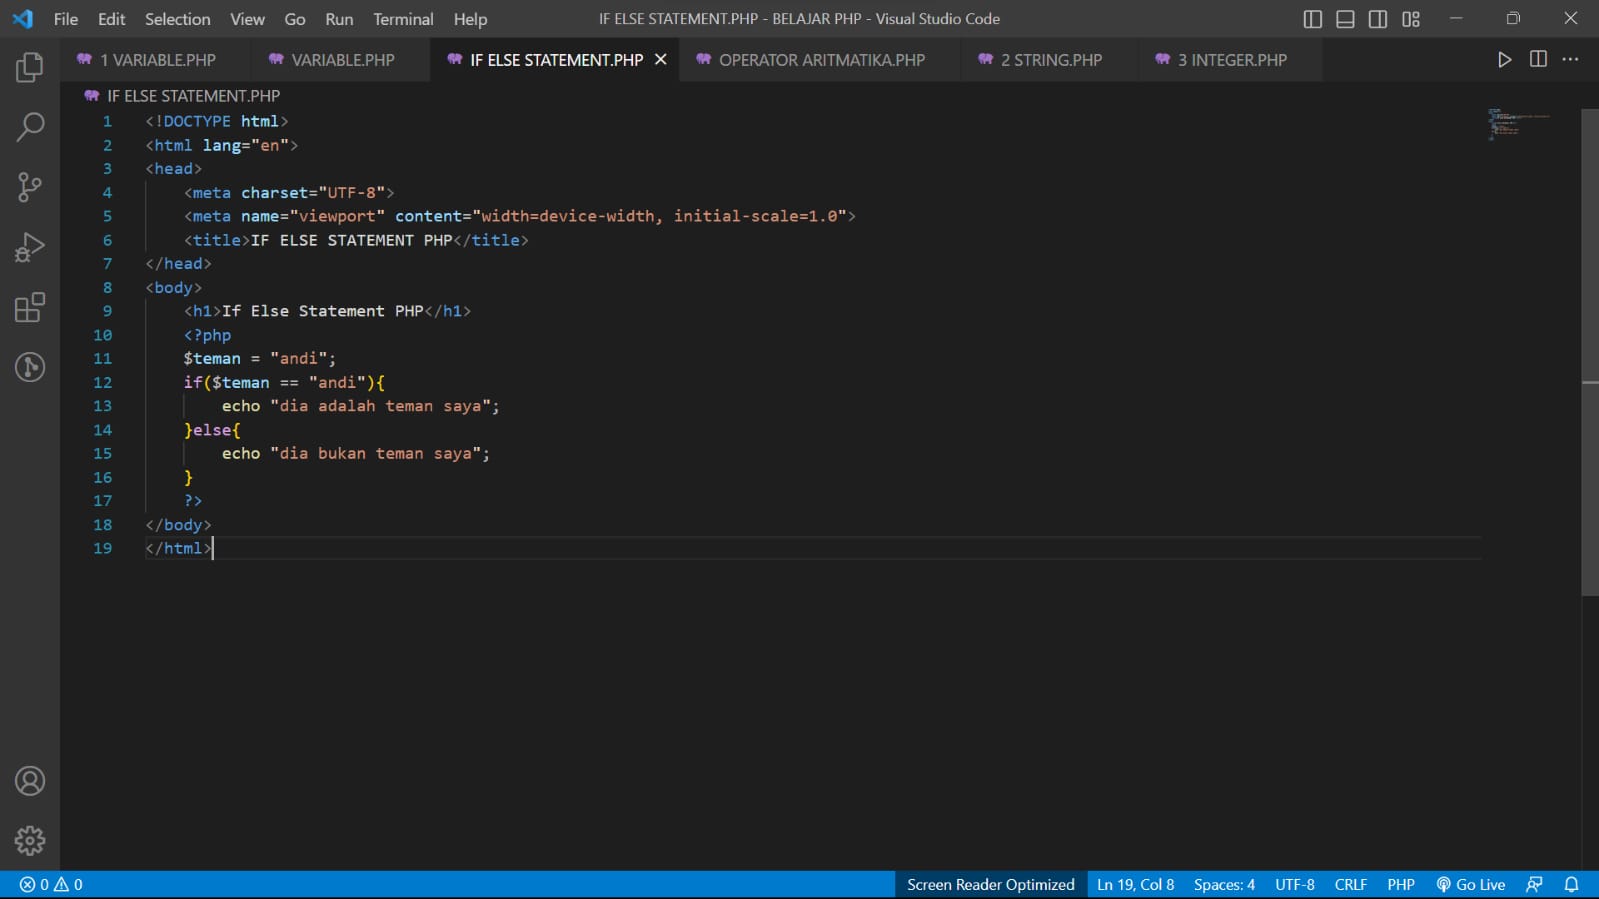 File Edit Selection View Go Run Terminal Help IF ELSE STATEMENT.PHP - BELAJAR PHP - Visual Studio Code
1 VARIABLE.PHP VARIABLE.PHP IF ELSE STATEMENT.PHP OPERATOR ARITMATIKA.PHP 2 STRING.PHP 3 INTEGER.PHP
IF ELSE STATEMENT.PHP
1 <!DOCTYPE html>
2 <html lang="en">
3 <head>
4     <meta charset="UTF-8">
5     <meta name="viewport" content="width=device-width, initial-scale=1.0">
6     <title>IF ELSE STATEMENT PHP</title>
7 </head>
8 <body>
9     <h1>If Else Statement PHP</h1>
10     <?php
11     $teman = "andi";
12     if($teman == "andi"){
13         echo "dia adalah teman saya";
14     }else{
15         echo "dia bukan teman saya";
16     }
17     ?>
18 </body>
19 </html>
0 0 Screen Reader Optimized Ln 19, Col 8 Spaces: 4 UTF-8 CRLF PHP Go Live